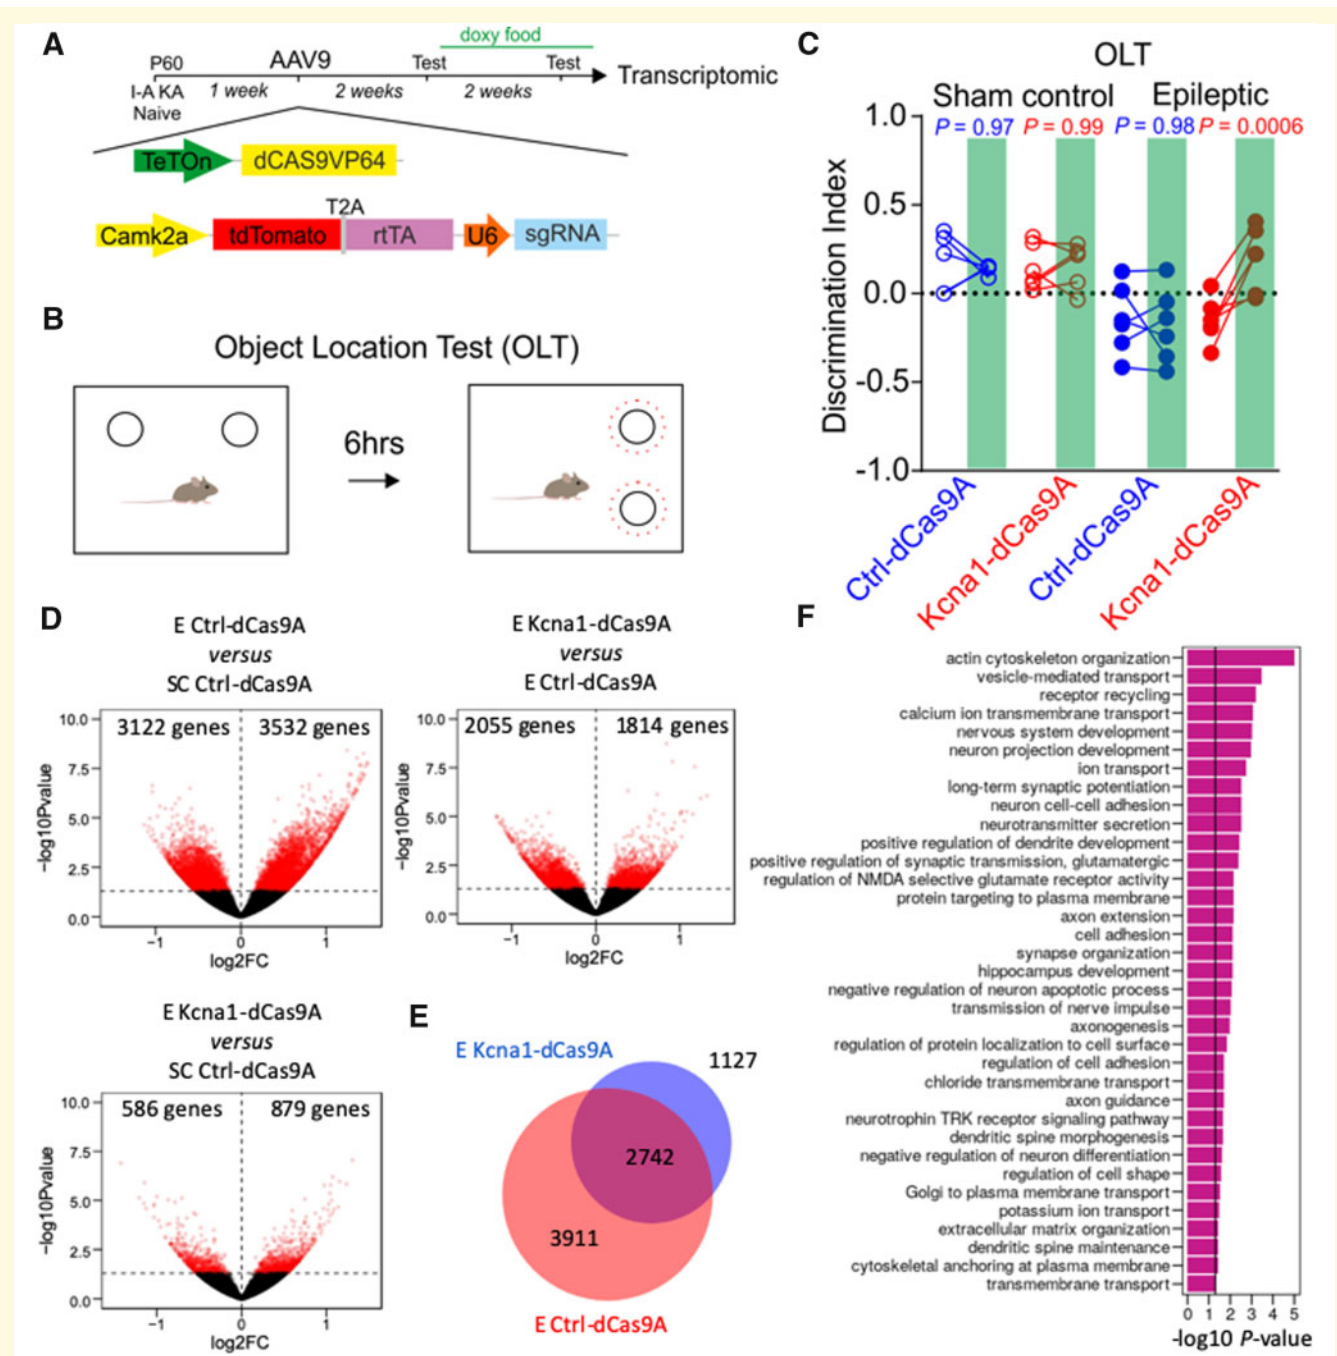 A
doxy food
P60
AAV9
Test
Test
Transcriptomic
I-A KA
1 week
2 weeks
2 weeks
Naive
TeTOn
dCAS9VP64
T2A
Camk2a
tdTomato
rtTA
U6
sgRNA
B
Object Location Test (OLT)
6hrs
C
OLT
Sham control
Epileptic
P = 0.97
P = 0.99
P = 0.98
P = 0.0006
Discrimination Index
1.0
0.5
0.0
-0.5
-1.0
Ctrl-dCas9A
Kcna1-dCas9A
Ctrl-dCas9A
Kcna1-dCas9A
D
E Ctrl-dCas9A
versus
SC Ctrl-dCas9A
3122 genes
3532 genes
−log10Pvalue
10.0
7.5
5.0
2.5
0.0
−1
0
1
log2FC
E Kcna1-dCas9A
versus
E Ctrl-dCas9A
2055 genes
1814 genes
−log10Pvalue
10.0
7.5
5.0
2.5
0.0
−1
0
1
log2FC
E Kcna1-dCas9A
versus
SC Ctrl-dCas9A
586 genes
879 genes
−log10Pvalue
10.0
7.5
5.0
2.5
0.0
−1
0
1
log2FC
E
E Kcna1-dCas9A
1127
2742
3911
E Ctrl-dCas9A
F
actin cytoskeleton organization
vesicle-mediated transport
receptor recycling
calcium ion transmembrane transport
nervous system development
neuron projection development
ion transport
long-term synaptic potentiation
neuron cell-cell adhesion
neurotransmitter secretion
positive regulation of dendrite development
positive regulation of synaptic transmission, glutamatergic
regulation of NMDA selective glutamate receptor activity
protein targeting to plasma membrane
axon extension
cell adhesion
synapse organization
hippocampus development
negative regulation of neuron apoptotic process
transmission of nerve impulse
axonogenesis
regulation of protein localization to cell surface
regulation of cell adhesion
chloride transmembrane transport
axon guidance
neurotrophin TRK receptor signaling pathway
dendritic spine morphogenesis
negative regulation of neuron differentiation
regulation of cell shape
Golgi to plasma membrane transport
potassium ion transport
extracellular matrix organization
dendritic spine maintenance
cytoskeletal anchoring at plasma membrane
transmembrane transport
0 1 2 3 4 5
-log10 P-value